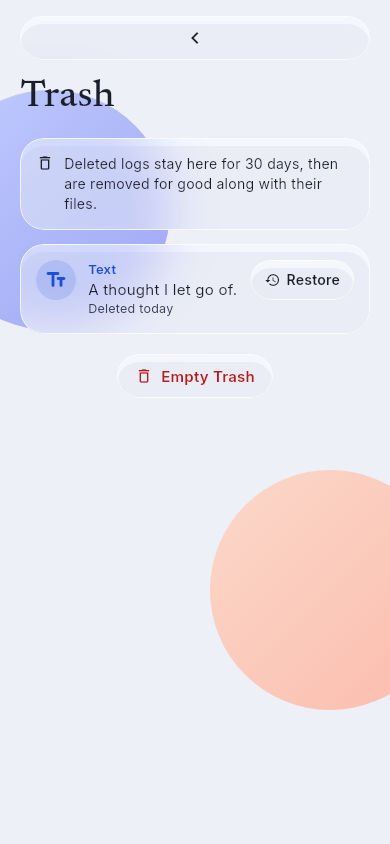 Trash
Deleted logs stay here for 30 days, then
are removed for good along with their
files.
Text
A thought I let go of.
Deleted today
Restore
Empty Trash